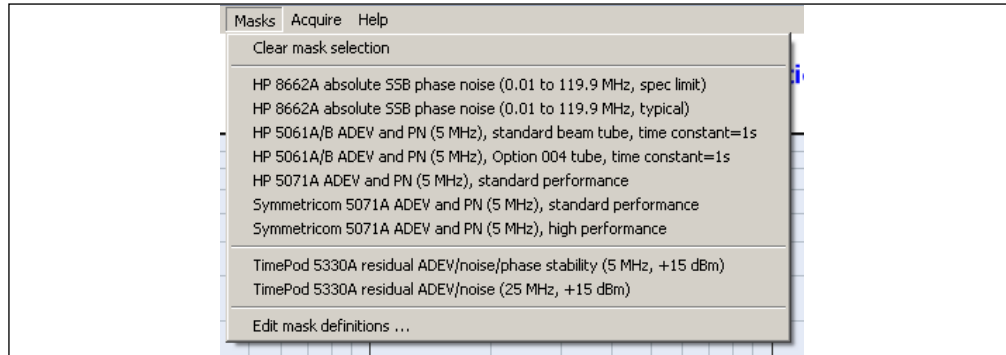 Masks Acquire Help
Clear mask selection
HP 8662A absolute SSB phase noise (0.01 to 119.9 MHz, spec limit)
HP 8662A absolute SSB phase noise (0.01 to 119.9 MHz, typical)
HP 5061A/B ADEV and PN (5 MHz), standard beam tube, time constant=1s
HP 5061A/B ADEV and PN (5 MHz), Option 004 tube, time constant=1s
HP 5071A ADEV and PN (5 MHz), standard performance
Symmetricom 5071A ADEV and PN (5 MHz), standard performance
Symmetricom 5071A ADEV and PN (5 MHz), high performance
TimePod 5330A residual ADEV/noise/phase stability (5 MHz, +15 dBm)
TimePod 5330A residual ADEV/noise (25 MHz, +15 dBm)
Edit mask definitions ...